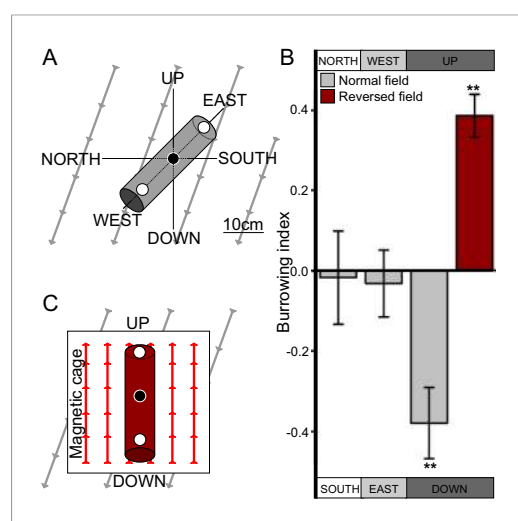 A
UP
EAST
NORTH
SOUTH
WEST
DOWN
10cm
C
UP
Magnetic cage
DOWN
B
NORTH WEST UP
Normal field
Reversed field
**
0.4
0.2
0.0
-0.2
-0.4
Burrowing index
**
SOUTH EAST DOWN